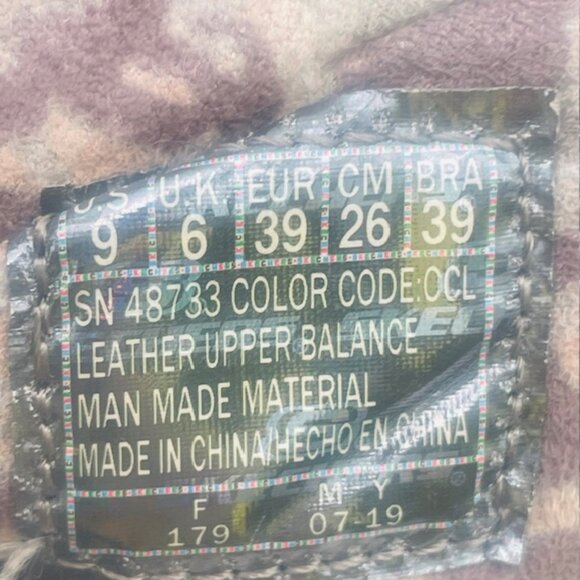 U.S U.K EUR CM BRA
9 6 39 26 39
SN 48733 COLOR CODE:OCL
LEATHER UPPER BALANCE
MAN MADE MATERIAL
MADE IN CHINA/HECHO EN CHINA
F M Y
179 07-19